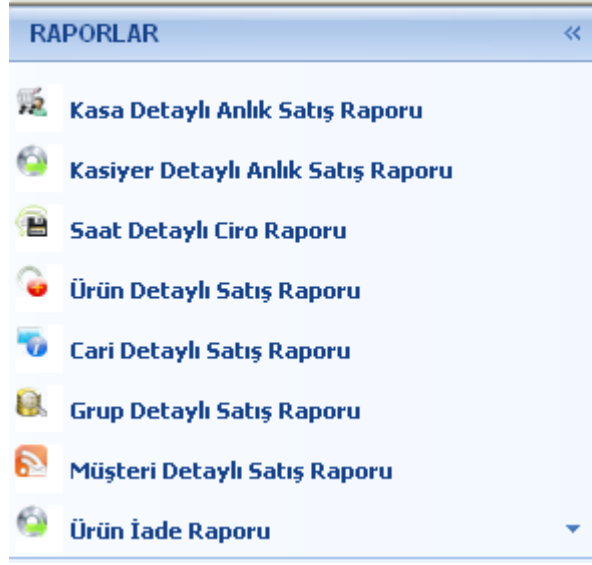 RAPORLAR
Kasa Detaylı Anlık Satış Raporu
Kasiyer Detaylı Anlık Satış Raporu
Saat Detaylı Ciro Raporu
Ürün Detaylı Satış Raporu
Cari Detaylı Satış Raporu
Grup Detaylı Satış Raporu
Müşteri Detaylı Satış Raporu
Ürün İade Raporu